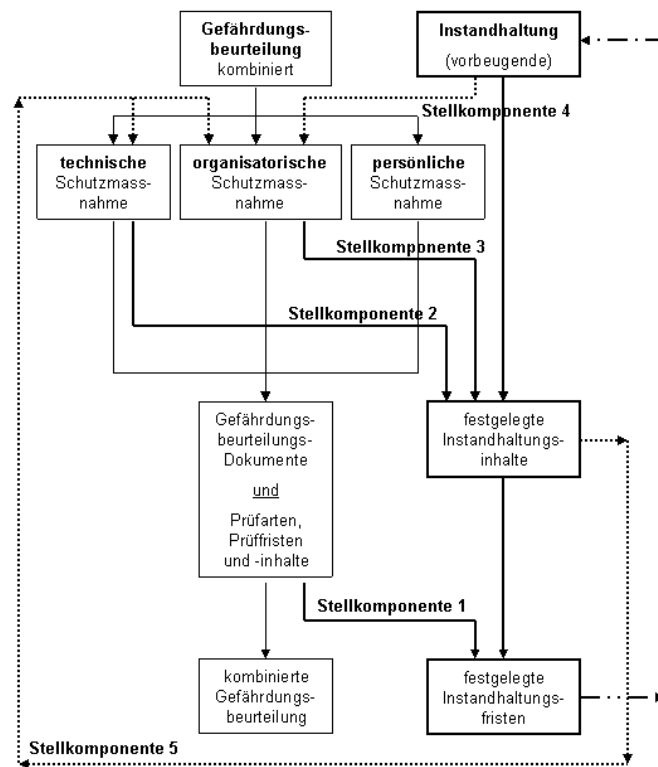 Gefährdungs-
beurteilung
kombiniert
Instandhaltung
(vorbeugende)
Stellkomponente 4
technische
Schutzmass-
nahme
organisatorische
Schutzmass-
nahme
persönliche
Schutzmass-
nahme
Stellkomponente 3
Stellkomponente 2
Gefährdungs-
beurteilungs-
Dokumente
und
Prüfarten,
Prüffristen
und -inhalte
festgelegte
Instandhaltungs-
inhalte
Stellkomponente 1
kombinierte
Gefährdungs-
beurteilung
festgelegte
Instandhaltungs-
fristen
Stellkomponente 5